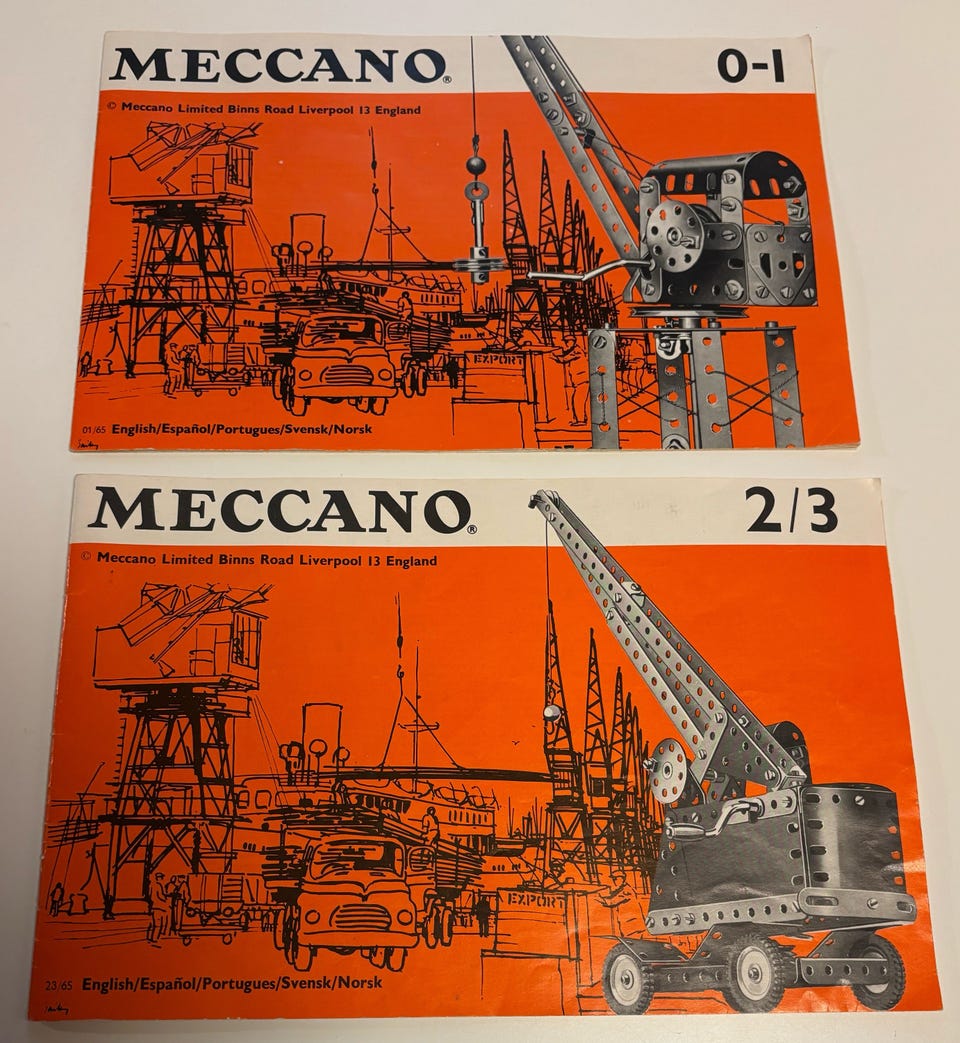 MECCANO® 0-1
© Meccano Limited Binns Road Liverpool 13 England
EXPORT
01/65 English/Español/Portugues/Svensk/Norsk
MECCANO® 2/3
© Meccano Limited Binns Road Liverpool 13 England
EXPORT
23/65 English/Español/Portugues/Svensk/Norsk